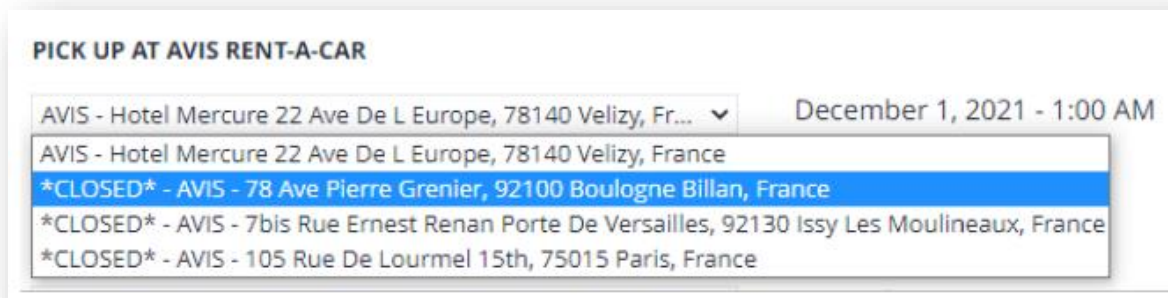 PICK UP AT AVIS RENT-A-CAR
AVIS - Hotel Mercure 22 Ave De L Europe, 78140 Velizy, Fr... December 1, 2021 - 1:00 AM
AVIS - Hotel Mercure 22 Ave De L Europe, 78140 Velizy, France
*CLOSED* - AVIS - 78 Ave Pierre Grenier, 92100 Boulogne Billan, France
*CLOSED* - AVIS - 7bis Rue Ernest Renan Porte De Versailles, 92130 Issy Les Moulineaux, France
*CLOSED* - AVIS - 105 Rue De Lourmel 15th, 75015 Paris, France